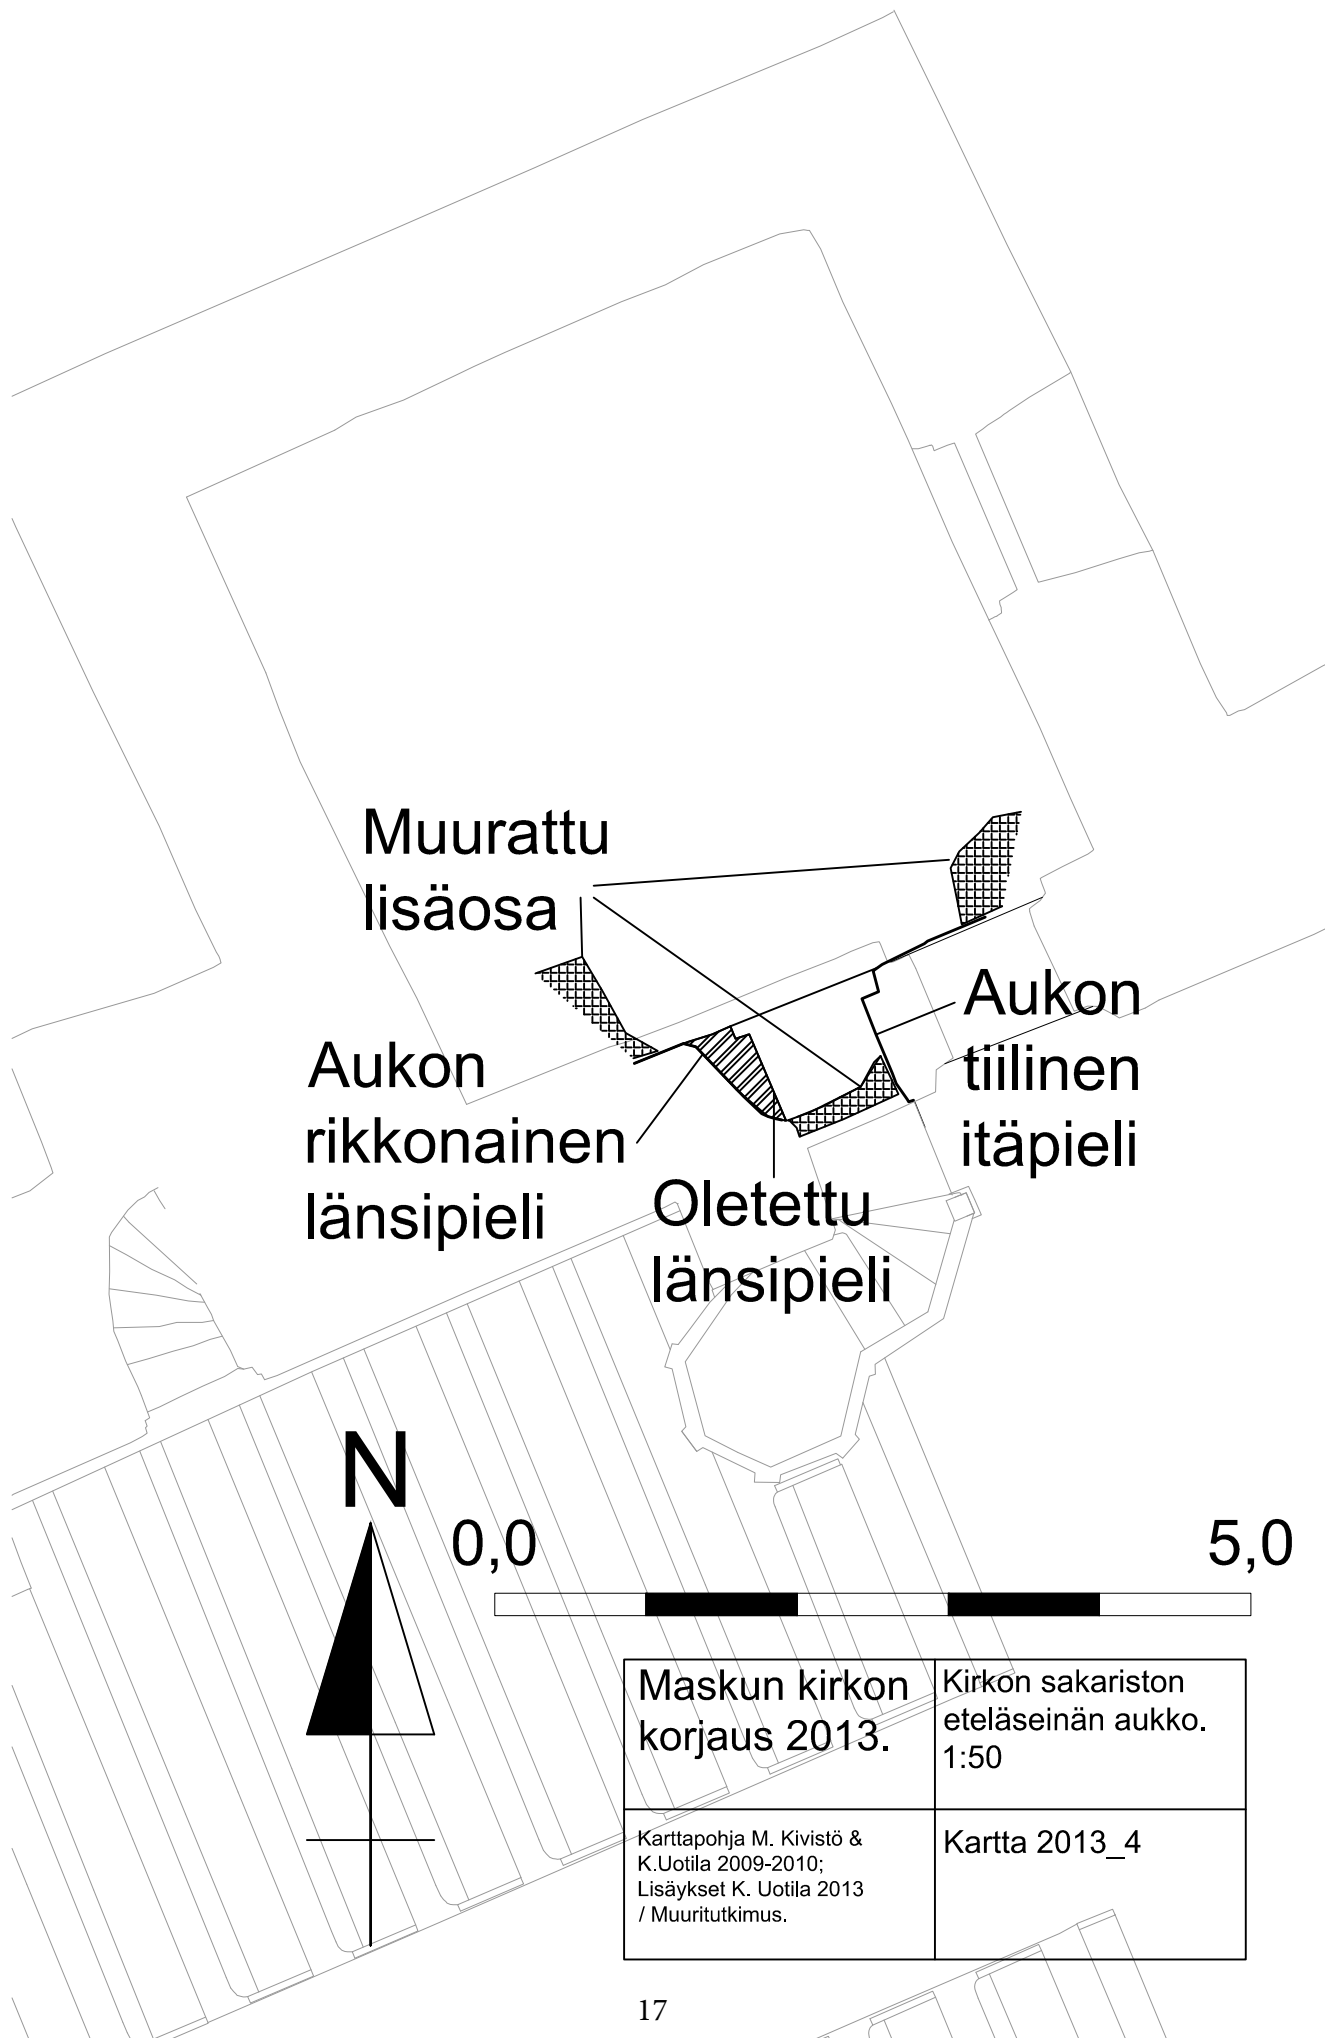 Muurattu
lisäosa
Aukon
tiilinen
itäpieli
Aukon
rikkonainen
länsipieli
Oletettu
länsipieli
N
0,0
5,0
Maskun kirkon
korjaus 2013.
Kirkon sakariston
eteläseinän aukko.
1:50
Karttapohja M. Kivistö &
K.Uotila 2009-2010;
Lisäykset K. Uotila 2013
/ Muuritutkimus.
Kartta 2013_4
17